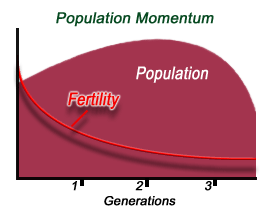 Population Momentum
Population
Fertility
1 2 3
Generations